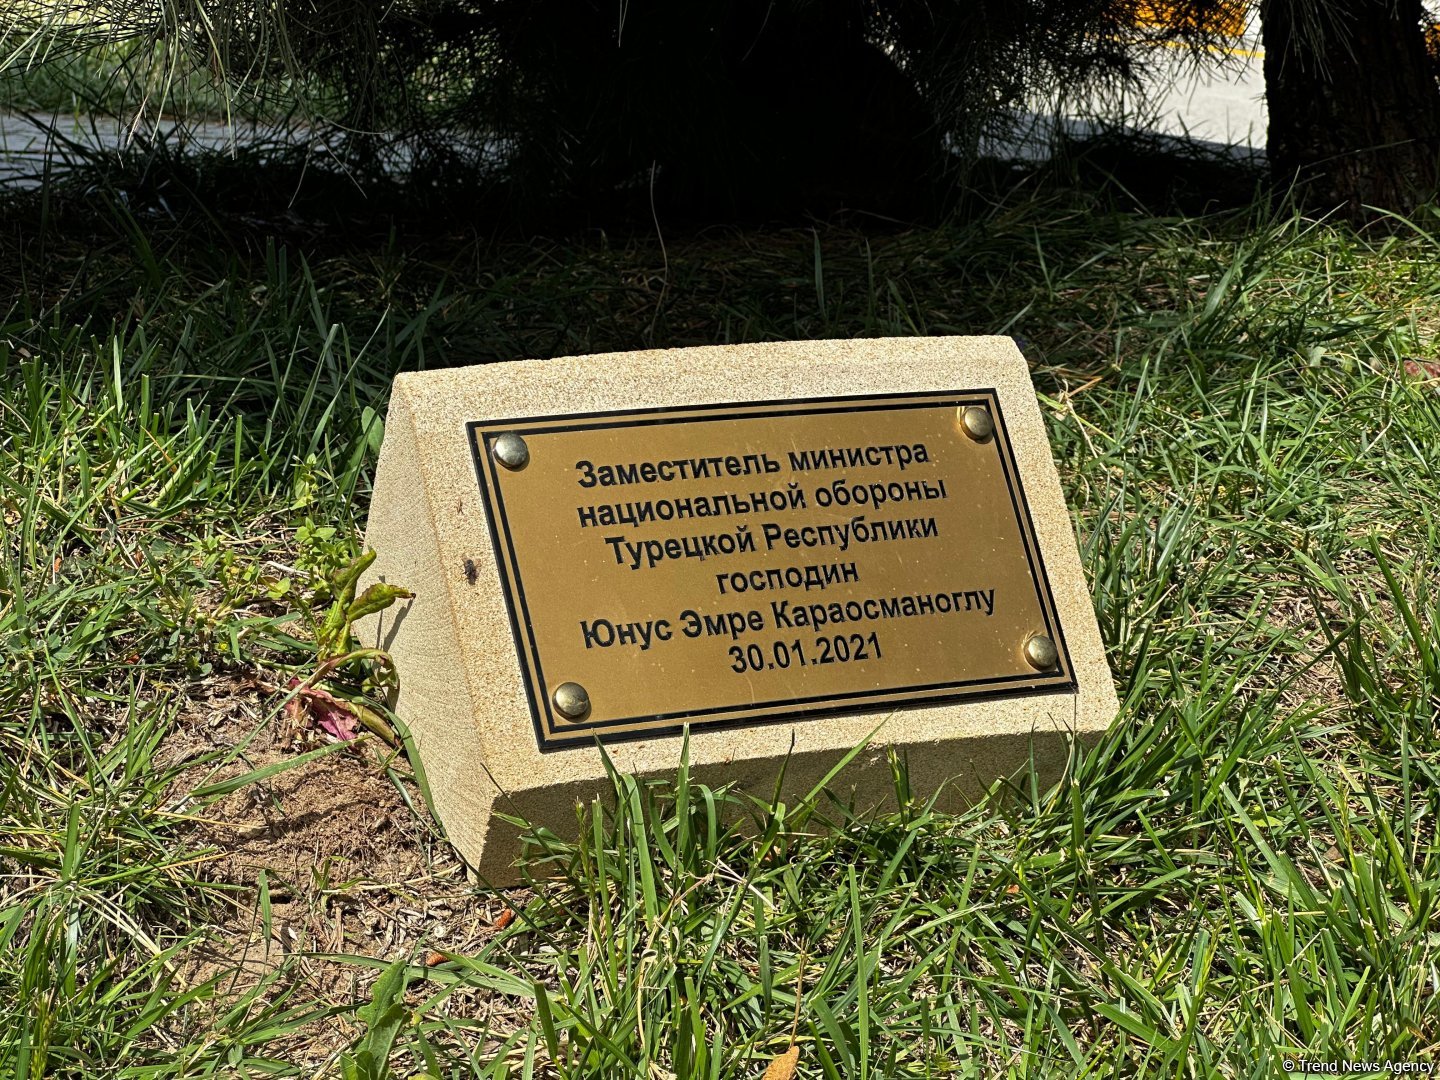 Заместитель министра
национальной обороны
Турецкой Республики
господин
Юнус Эмре Караосманоглу
30.01.2021
© Trend News Agency